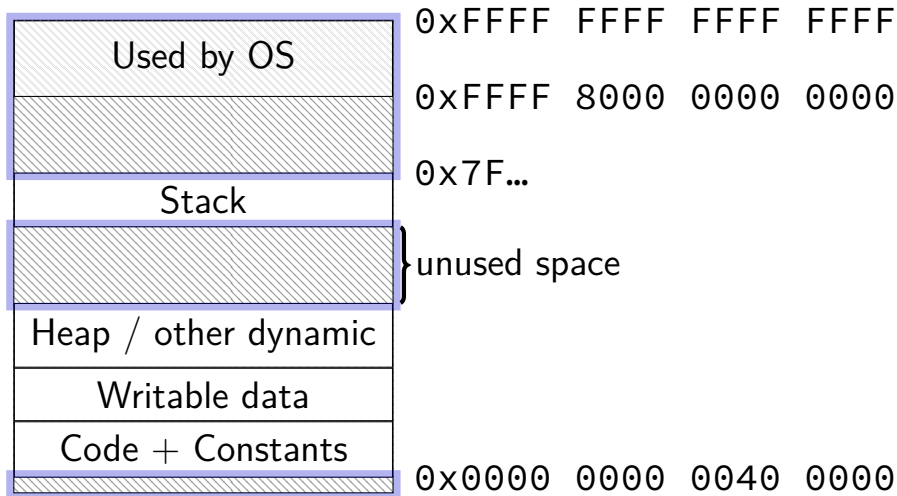 0xFFFF FFFF FFFF FFFF
Used by OS
0xFFFF 8000 0000 0000
0x7F…
Stack
unused space
Heap / other dynamic
Writable data
Code + Constants
0x0000 0000 0040 0000